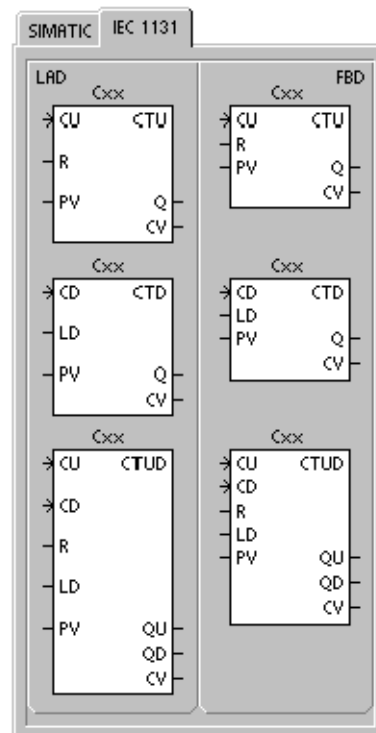 SIMATIC IEC 1131
LAD
Cxx
CU CTU
R
PV Q
CV
Cxx
CD CTD
LD
PV Q
CV
Cxx
CU CTUD
CD
R
LD
PV QU
QD
CV
FBD
Cxx
CU CTU
R
PV Q
CV
Cxx
CD CTD
LD
PV Q
CV
Cxx
CU CTUD
CD
R
LD
PV QU
QD
CV